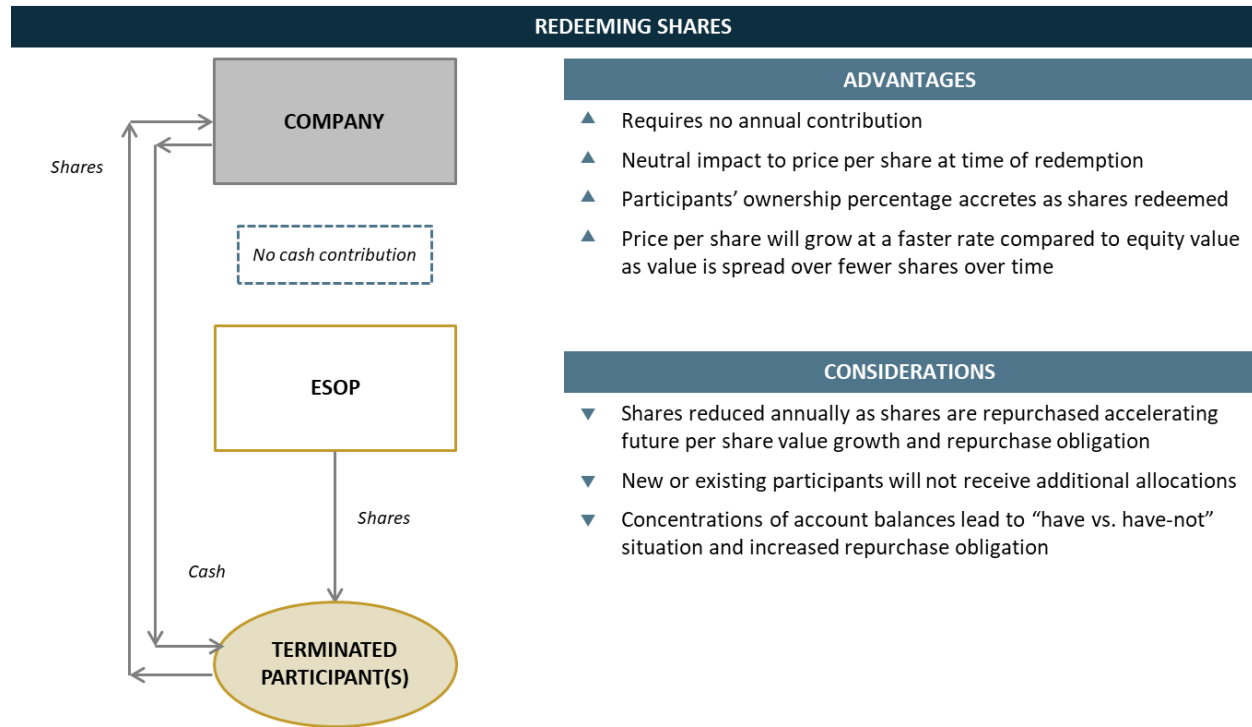 REDEEMING SHARES
COMPANY
Shares
No cash contribution
ESOP
Shares
Cash
TERMINATED
PARTICIPANT(S)
ADVANTAGES
Requires no annual contribution
Neutral impact to price per share at time of redemption
Participants’ ownership percentage accretes as shares redeemed
Price per share will grow at a faster rate compared to equity value
as value is spread over fewer shares over time
CONSIDERATIONS
Shares reduced annually as shares are repurchased accelerating
future per share value growth and repurchase obligation
New or existing participants will not receive additional allocations
Concentrations of account balances lead to “have vs. have-not”
situation and increased repurchase obligation